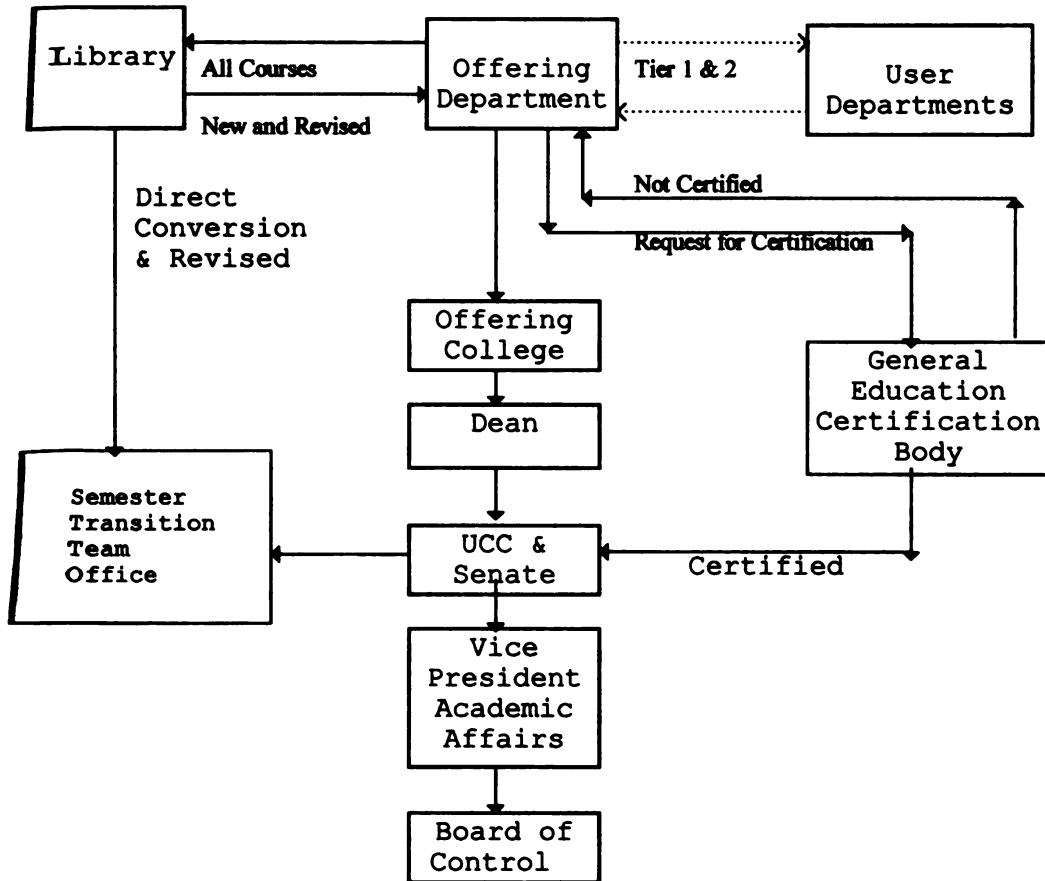 Library
All Courses
New and Revised
Offering
Department
Tier 1 & 2
User
Departments
Not Certified
Request for Certification
Direct
Conversion
& Revised
Offering
College
General
Education
Certification
Body
Dean
Semester
Transition
Team
Office
UCC &
Senate
Certified
Vice
President
Academic
Affairs
Board of
Control